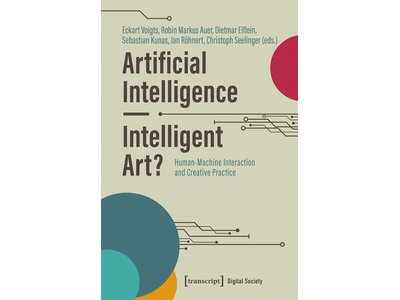 Eckart Voigts, Robin Markus Auer, Dietmar Elflein,
Sebastian Kunas, Jan Röhnert, Christoph Seelinger (eds.)
Artificial
Intelligence
Intelligent
Art?
Human-Machine Interaction
and Creative Practice
[transcript] Digital Society